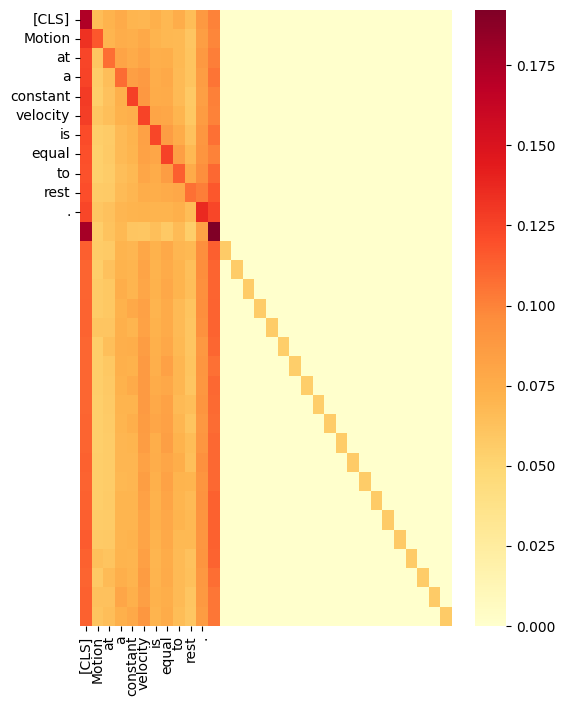 [CLS]
Motion
at
a
constant
velocity
is
equal
to
rest
.
0.175
0.150
0.125
0.100
0.075
0.050
0.025
0.000
[CLS]
Motion
at
a
constant
velocity
is
equal
to
rest
.